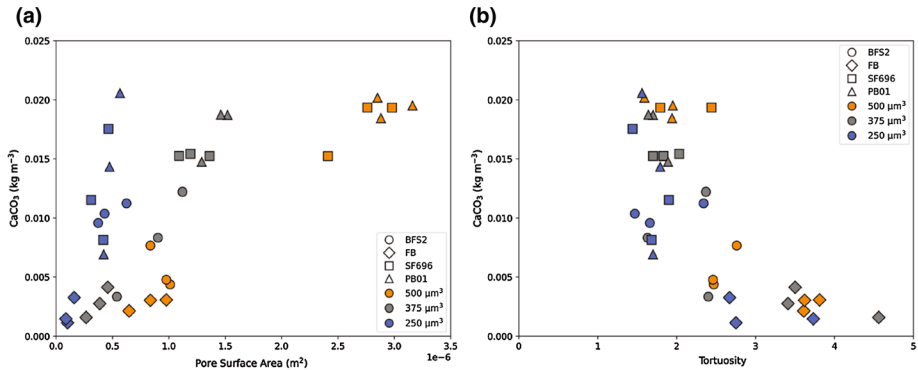 (a)
(b)
0.025
0.020
0.015
0.010
0.005
0.000
CaCO₃ (kg m⁻³)
0.0 0.5 1.0 1.5 2.0 2.5 3.0 3.5
1e−6
Pore Surface Area (m²)
BFS2
FB
SF696
PB01
500 μm³
375 μm³
250 μm³
0.025
0.020
0.015
0.010
0.005
0.000
CaCO₃ (kg m⁻³)
0 1 2 3 4 5
Tortuosity
BFS2
FB
SF696
PB01
500 μm³
375 μm³
250 μm³